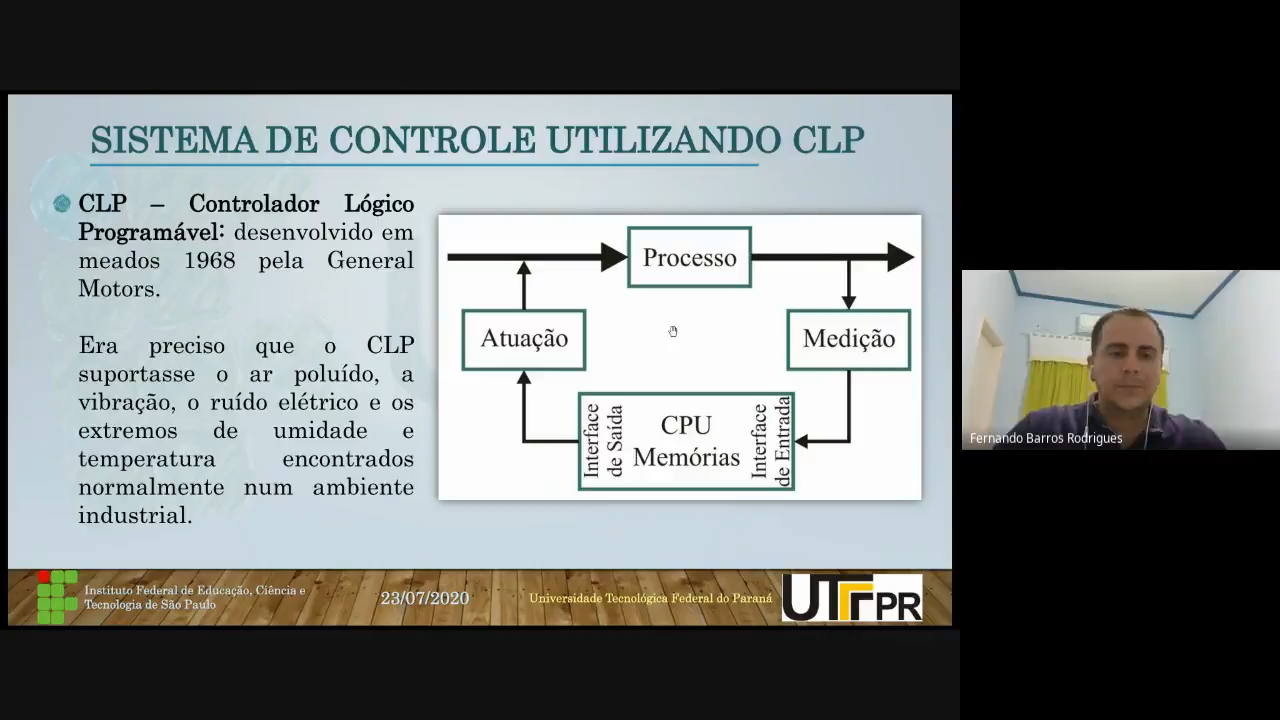 SISTEMA DE CONTROLE UTILIZANDO CLP
CLP – Controlador Lógico
Programável: desenvolvido em
meados 1968 pela General
Motors.
Era preciso que o CLP
suportasse o ar poluído, a
vibração, o ruído elétrico e os
extremos de umidade e
temperatura encontrados
normalmente num ambiente
industrial.
Processo
Atuação
Medição
Interface
de Saída
CPU
Memórias
Interface
de Entrada
Fernando Barros Rodrigues
Instituto Federal de Educação, Ciência e
Tecnologia de São Paulo
23/07/2020
Universidade Tecnológica Federal do Paraná
UTFPR